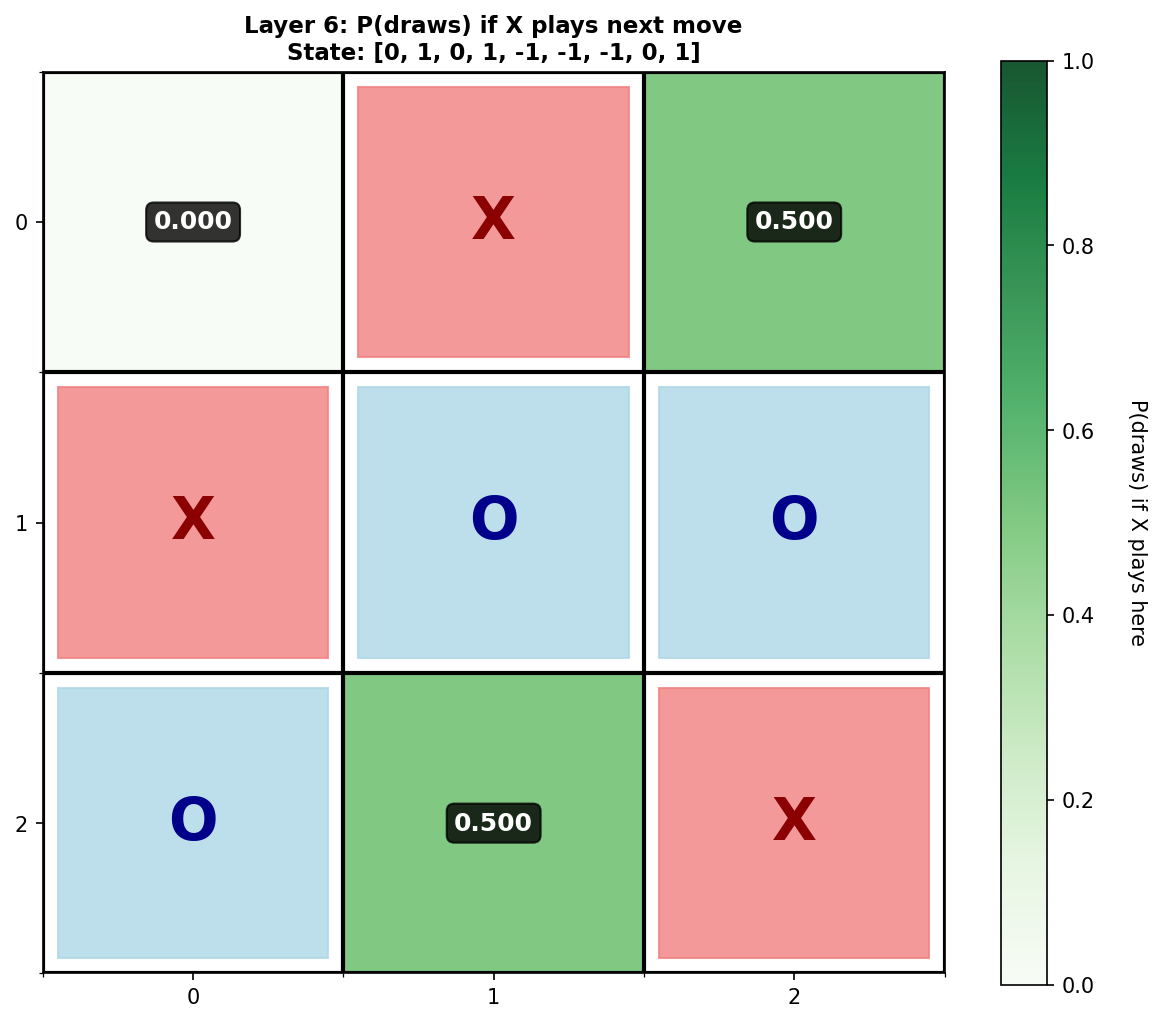 Layer 6: P(draws) if X plays next move
State: [0, 1, 0, 1, -1, -1, -1, 0, 1]
0.000
X
0.500
X
O
O
O
0.500
X
0
1
2
0
1
2
1.0
0.8
0.6
0.4
0.2
0.0
P(draws) if X plays here